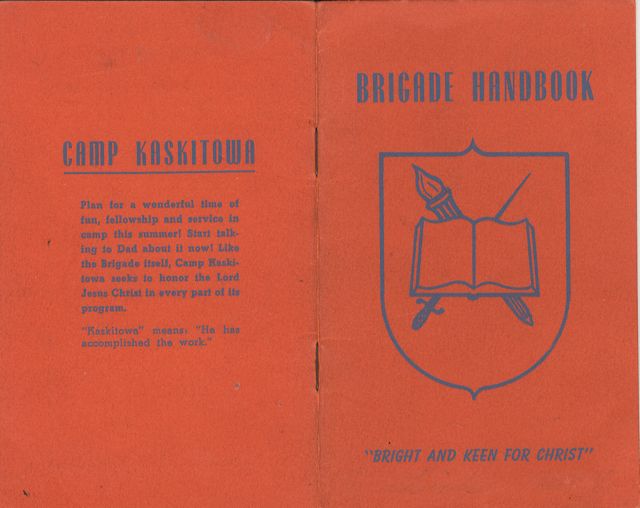 CAMP KASKITOWA
Plan for a wonderful time of
fun, fellowship and service in
camp this summer! Start talk-
ing to Dad about it now! Like
the Brigade itself, Camp Kaski-
towa seeks to honor the Lord
Jesus Christ in every part of its
program.
"Kaskitowa" means: "He has
accomplished the work."
BRIGADE HANDBOOK
"BRIGHT AND KEEN FOR CHRIST"